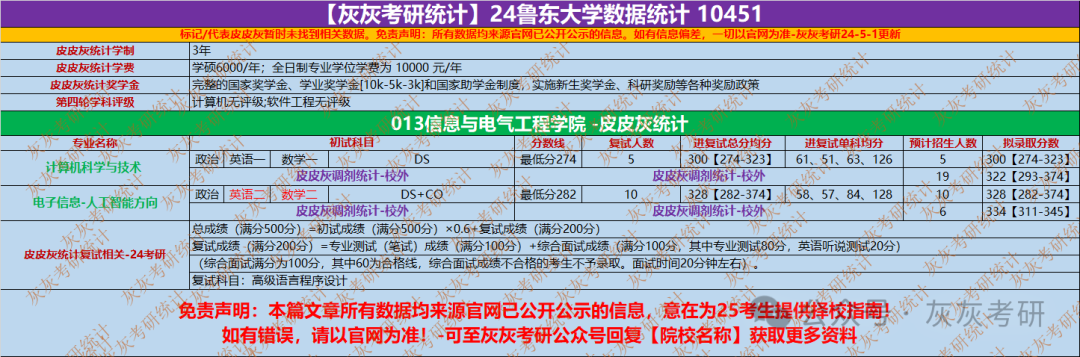 【灰灰考研统计】24鲁东大学数据统计 10451
标记/代表皮皮灰暂时未找到相关数据。免责声明：所有数据均来源官网已公开公示的信息。如有信息偏差，一切以官网为准-灰灰考研24-5-1更新
皮皮灰统计学制 3年
皮皮灰统计学费 学硕6000/年；全日制专业学位学费为 10000 元/年
皮皮灰统计奖学金 完整的国家奖学金、学业奖学金[10k-5k-3k]和国家助学金制度，实施新生奖学金、科研奖励等各种奖励政策
第四轮学科评级 计算机无评级;软件工程无评级
013信息与电气工程学院 -皮皮灰统计
专业名称 初试科目 分数线 复试人数 进复试总分均分 进复试单科均分 预计招生人数 拟录取分数
计算机科学与技术 政治 英语一 数学一 DS 最低分274 5 300【274-323】 61、51、63、126 5 300【274-323】
皮皮灰调剂统计-校外 皮皮灰调剂统计-校外 19 322【293-374】
电子信息-人工智能方向 政治 英语二 数学二 DS+CO 最低分282 10 328【282-374】 58、57、84、128 10 328【282-374】
皮皮灰调剂统计-校外 皮皮灰调剂统计-校外 6 334【311-345】
皮皮灰统计复试相关-24考研
总成绩（满分500分）=初试成绩（满分500分）×0.6+复试成绩（满分200分）
复试成绩（满分200分）=专业测试（笔试）成绩（满分100分）+综合面试成绩（满分100分，其中专业测试80分，英语听说测试20分）
（综合面试满分为100分，其中60为合格线，综合面试成绩不合格的考生不予录取。面试时间20分钟左右）。
复试科目：高级语言程序设计
免责声明：本篇文章所有数据均来源官网已公开公示的信息，意在为25考生提供择校指南！
如有错误，请以官网为准！-可至灰灰考研公众号回复【院校名称】获取更多资料
公众号 · 灰灰考研
灰灰考研统计